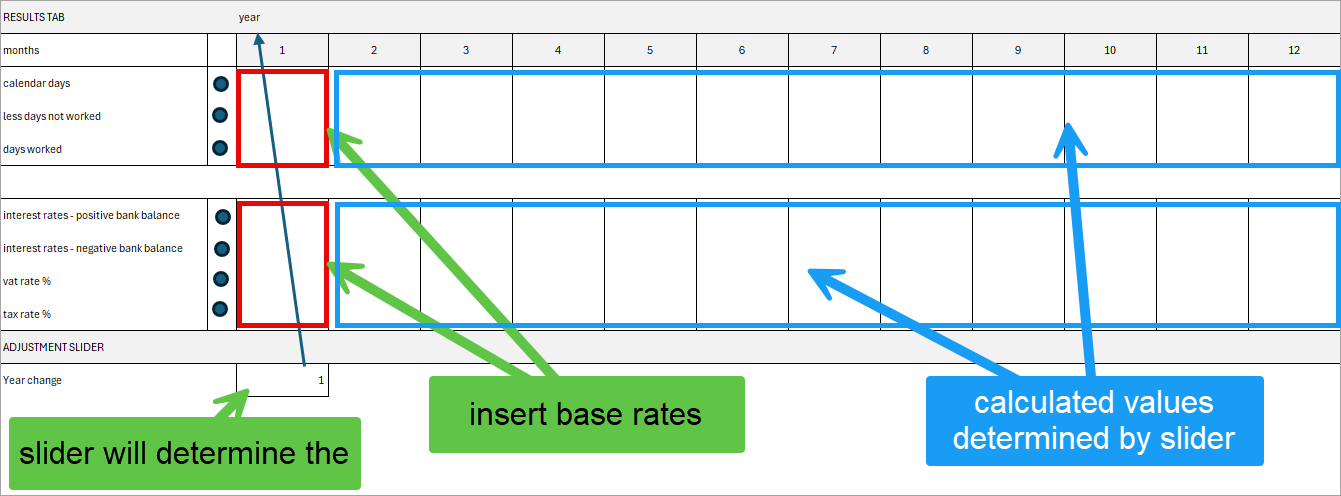 RESULTS TAB year
months 1 2 3 4 5 6 7 8 9 10 11 12
calendar days
less days not worked
days worked
interest rates - positive bank balance
interest rates - negative bank balance
vat rate %
tax rate %
ADJUSTMENT SLIDER
Year change 1
slider will determine the
insert base rates
calculated values
determined by slider